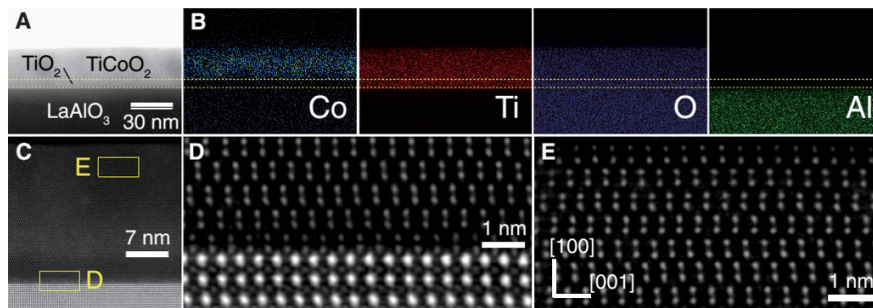 A
B
TiO2
TiCoO2
LaAlO3
30 nm
Co
Ti
O
Al
C
E
7 nm
D
D
1 nm
E
[100]
[001]
1 nm